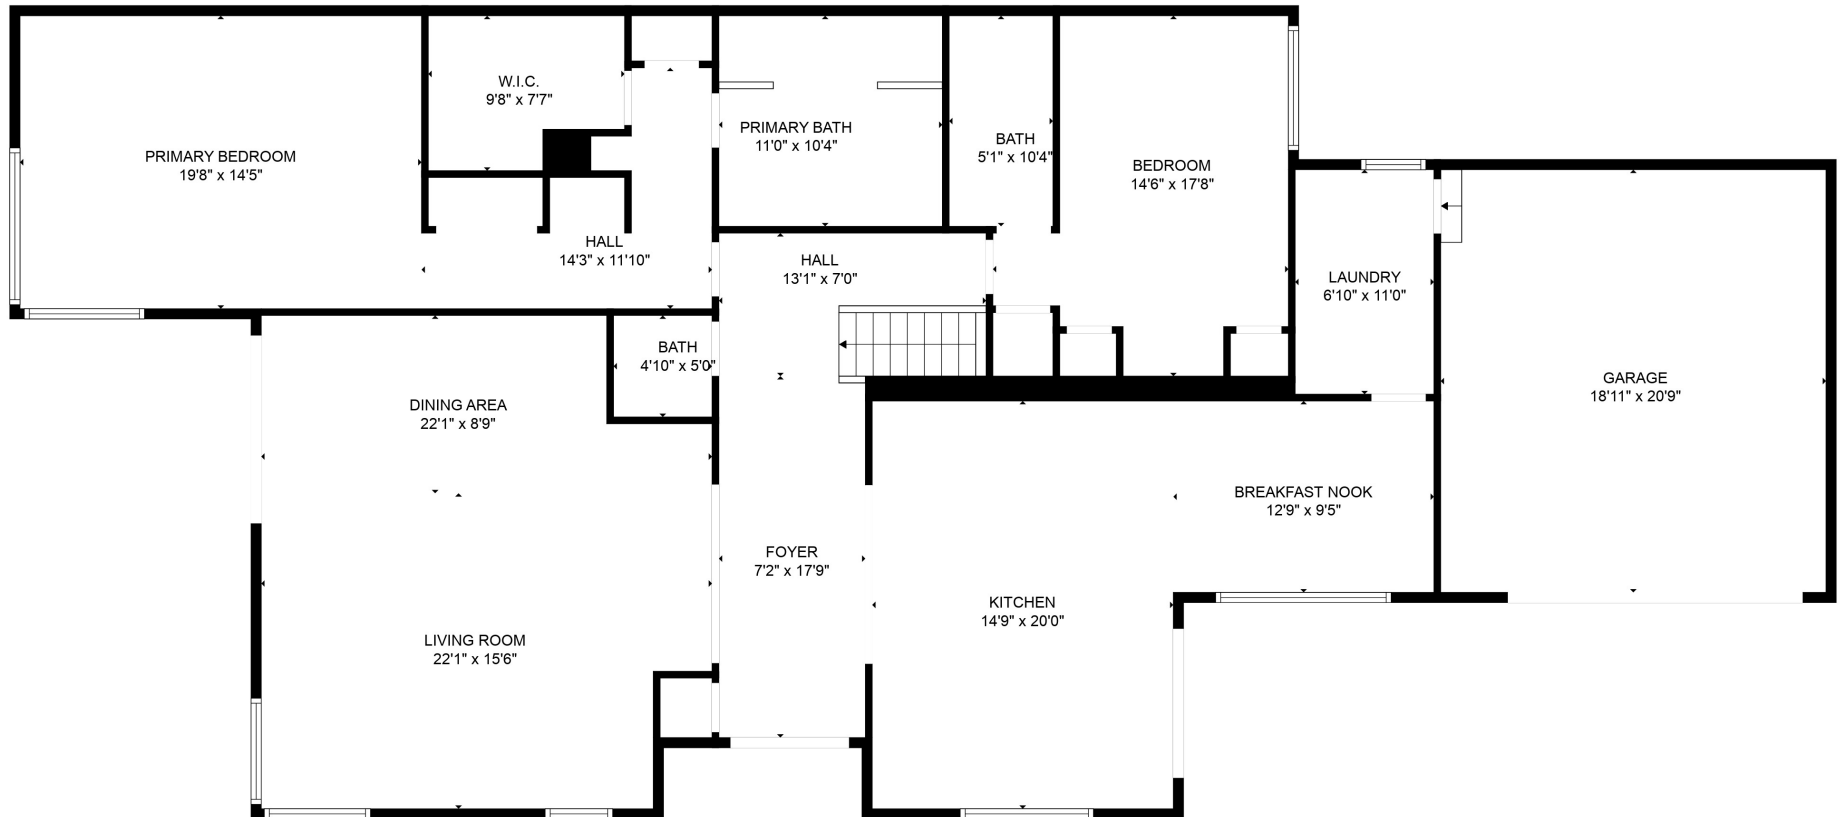 W.I.C.
9'8" x 7'7"
PRIMARY BEDROOM
19'8" x 14'5"
PRIMARY BATH
11'0" x 10'4"
BATH
5'1" x 10'4"
BEDROOM
14'6" x 17'8"
HALL
14'3" x 11'10"
HALL
13'1" x 7'0"
LAUNDRY
6'10" x 11'0"
BATH
4'10" x 5'0"
GARAGE
18'11" x 20'9"
DINING AREA
22'1" x 8'9"
BREAKFAST NOOK
12'9" x 9'5"
FOYER
7'2" x 17'9"
KITCHEN
14'9" x 20'0"
LIVING ROOM
22'1" x 15'6"